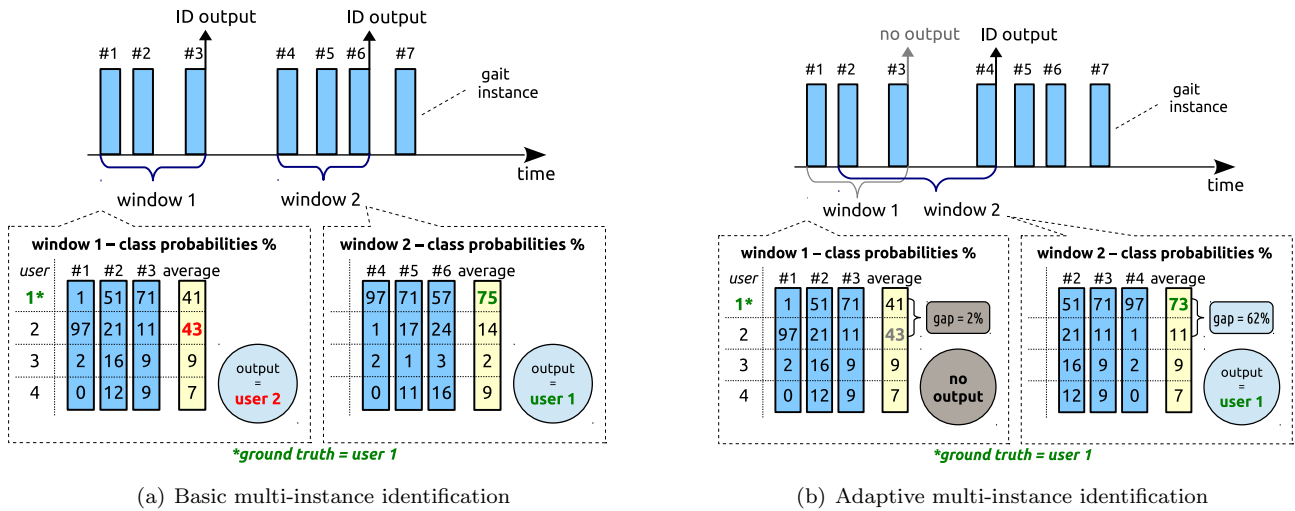 ID output
ID output
#1 #2 #3 #4 #5 #6 #7
gait
instance
time
window 1
window 2
window 1 – class probabilities %
user #1 #2 #3 average
1* 1 51 71 41
2 97 21 11 43
3 2 16 9 9
4 0 12 9 7
output
=
user 2
window 2 – class probabilities %
#4 #5 #6 average
97 71 57 75
1 17 24 14
2 1 3 2
0 11 16 9
output
=
user 1
*ground truth = user 1
(a) Basic multi-instance identification
no output
ID output
#1 #2 #3 #4 #5 #6 #7
gait
instance
time
window 1
window 2
window 1 – class probabilities %
user #1 #2 #3 average
1* 1 51 71 41
2 97 21 11 43
3 2 16 9 9
4 0 12 9 7
gap = 2%
no
output
window 2 – class probabilities %
#2 #3 #4 average
51 71 97 73
21 11 1 11
16 9 2 9
12 9 0 7
gap = 62%
output
=
user 1
*ground truth = user 1
(b) Adaptive multi-instance identification